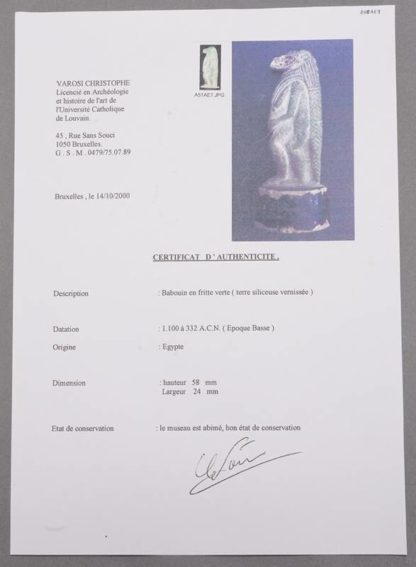 VAROSI CHRISTOPHE
Licencié en Archéologie
et histoire de l'art de
l'Université Catholique
de Louvain.
45 , Rue Sans Souci
1050 Bruxelles.
G . S . M . 0479/75.07.89
A51AET.JPG
Bruxelles , le 14/10/2000
CERTIFICAT D ' AUTHENTICITE .
Description : Babouin en fritte verte ( terre siliceuse vernissée )
Datation : 1.100 à 332 A.C.N. ( Epoque Basse )
Origine : Egypte
Dimension : hauteur 58 mm
Largeur 24 mm
Etat de conservation : le museau est abimé, bon état de conservation